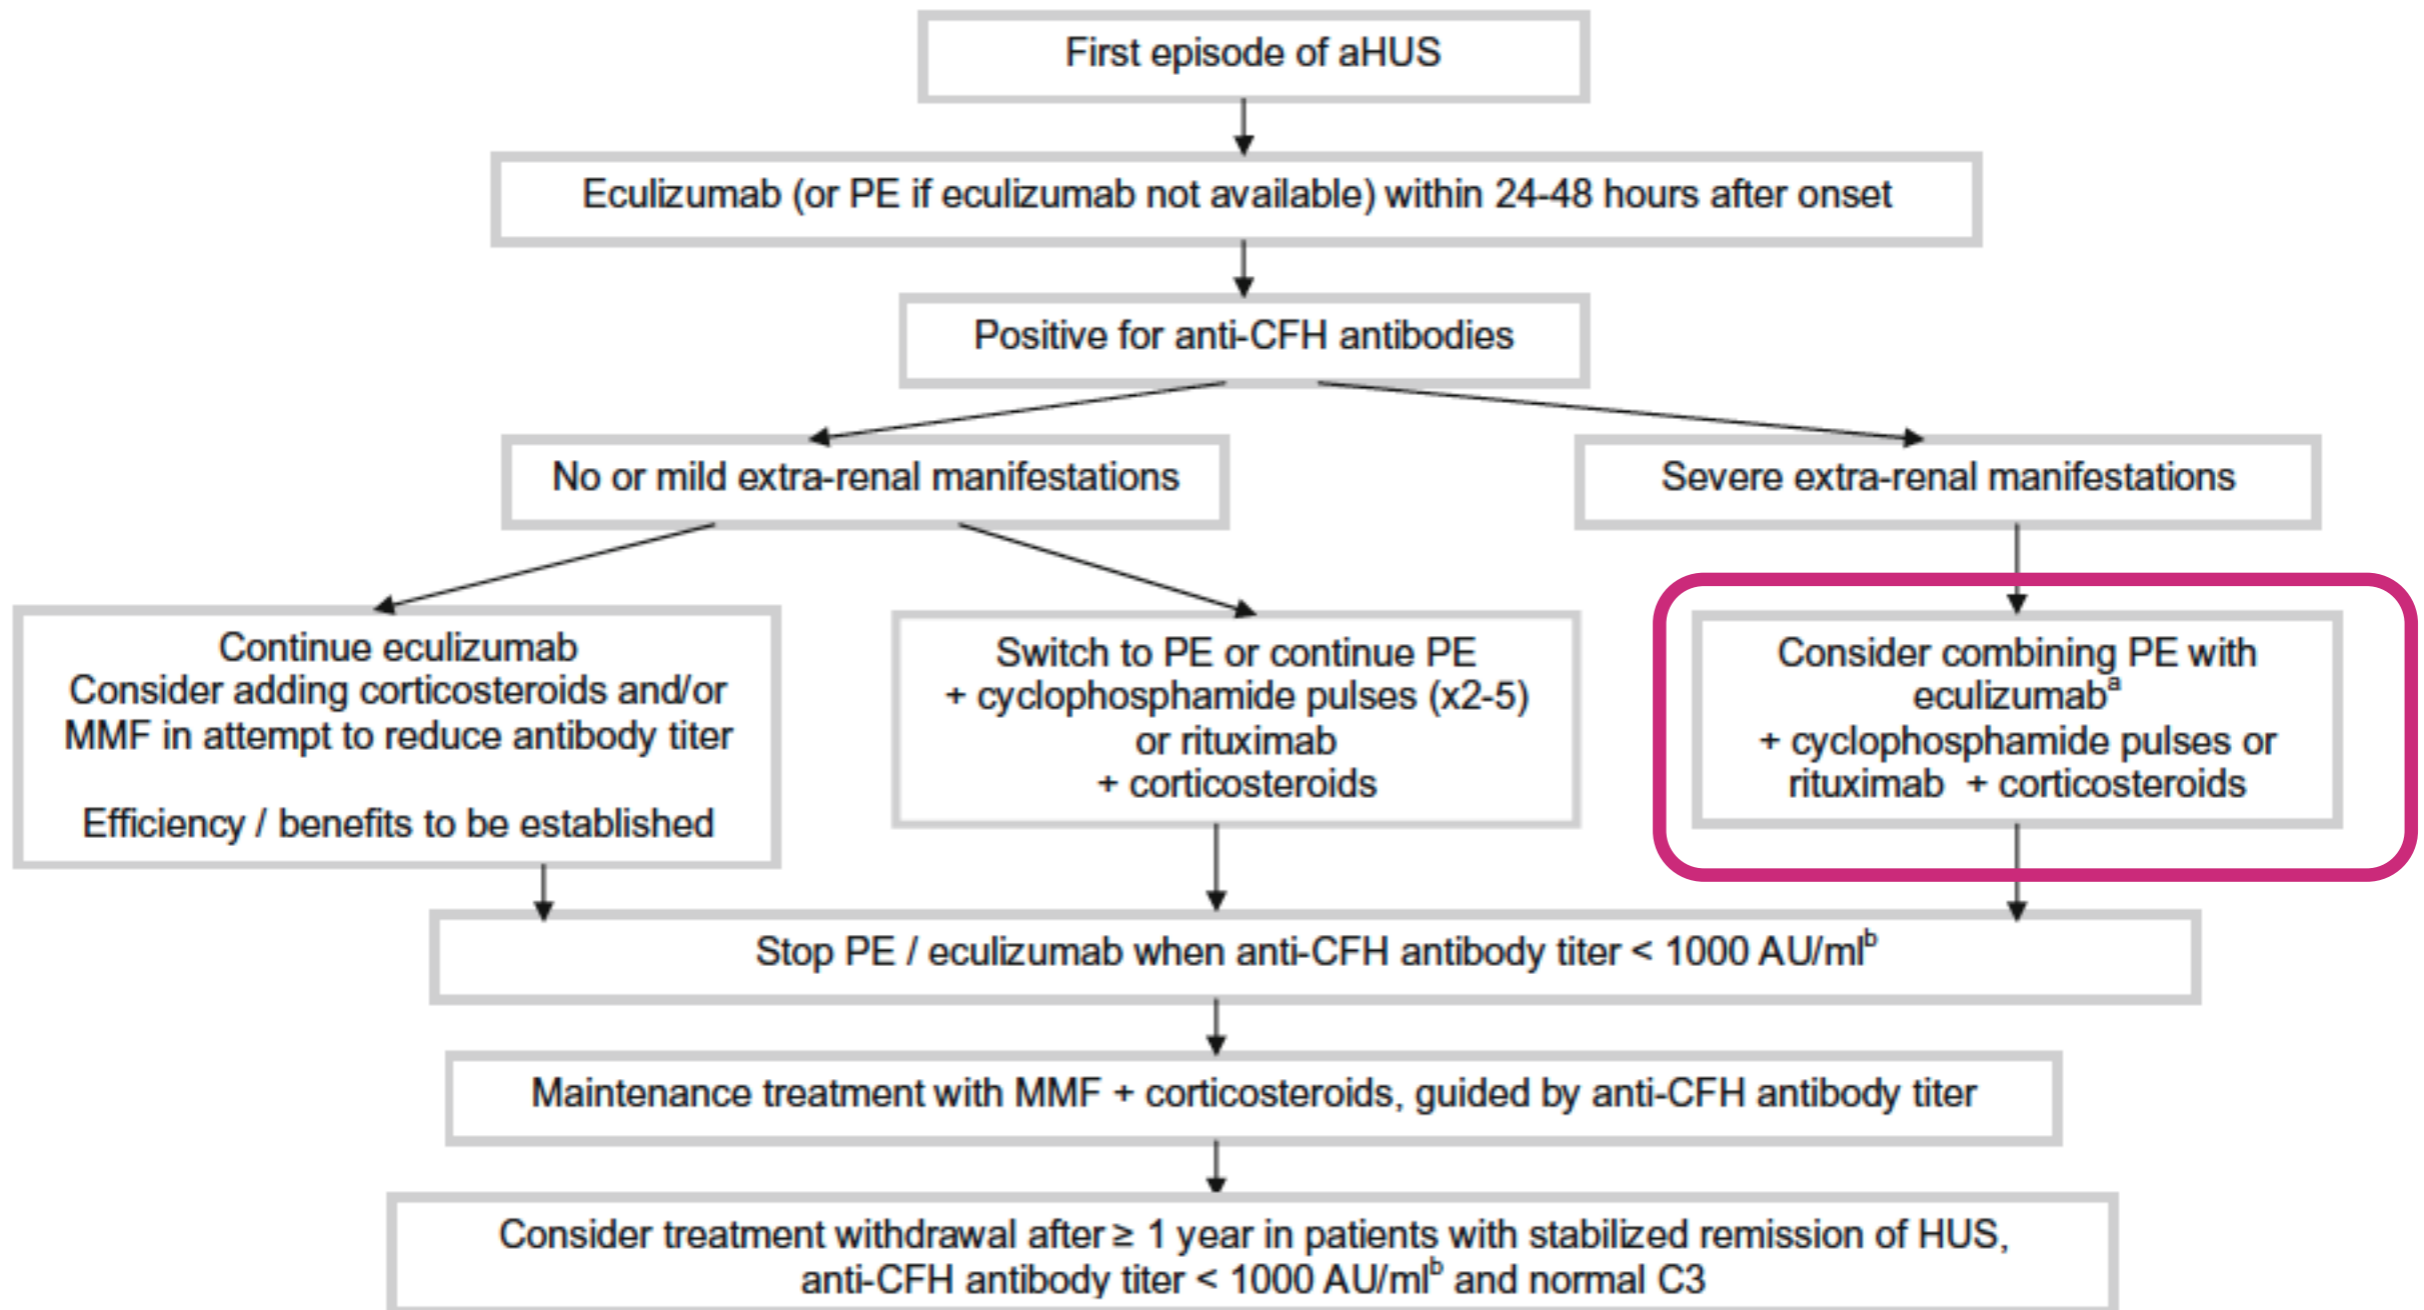 First episode of aHUS
Eculizumab (or PE if eculizumab not available) within 24-48 hours after onset
Positive for anti-CFH antibodies
No or mild extra-renal manifestations
Severe extra-renal manifestations
Continue eculizumab
Consider adding corticosteroids and/or
MMF in attempt to reduce antibody titer
Efficiency / benefits to be established
Switch to PE or continue PE
+ cyclophosphamide pulses (x2-5)
or rituximab
+ corticosteroids
Consider combining PE with
eculizumabᵃ
+ cyclophosphamide pulses or
rituximab + corticosteroids
Stop PE / eculizumab when anti-CFH antibody titer < 1000 AU/mlᵇ
Maintenance treatment with MMF + corticosteroids, guided by anti-CFH antibody titer
Consider treatment withdrawal after ≥ 1 year in patients with stabilized remission of HUS,
anti-CFH antibody titer < 1000 AU/mlᵇ and normal C3